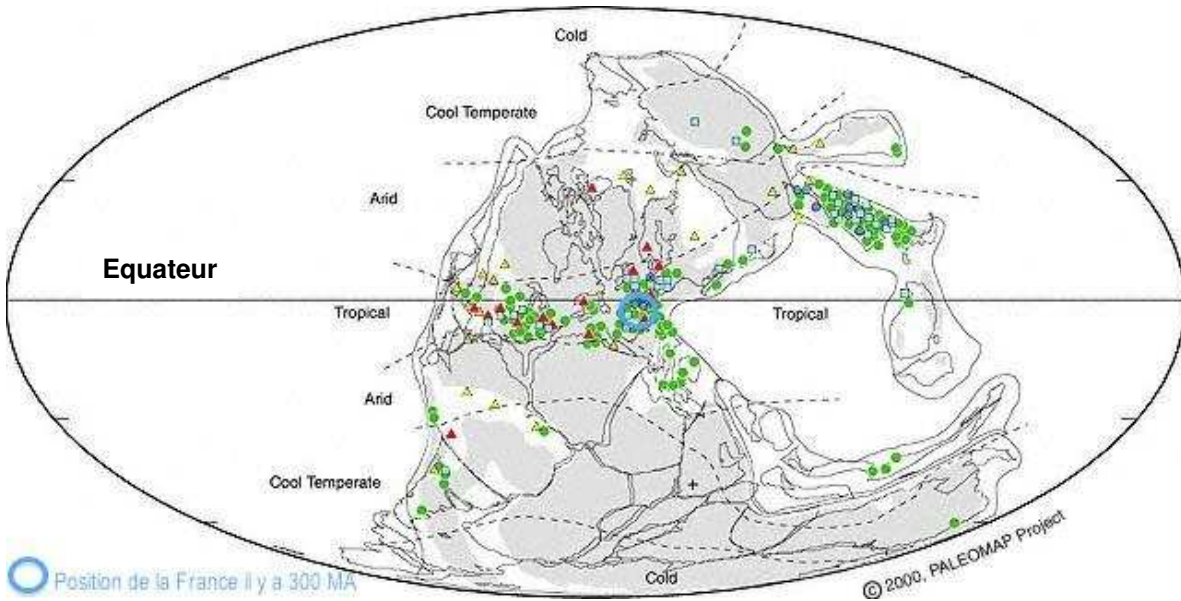 Cold
Cool Temperate
Arid
Equateur
Tropical
Tropical
Arid
Cool Temperate
Cold
© 2000, PALEOMAP Project
Position de la France il y a 300 MA